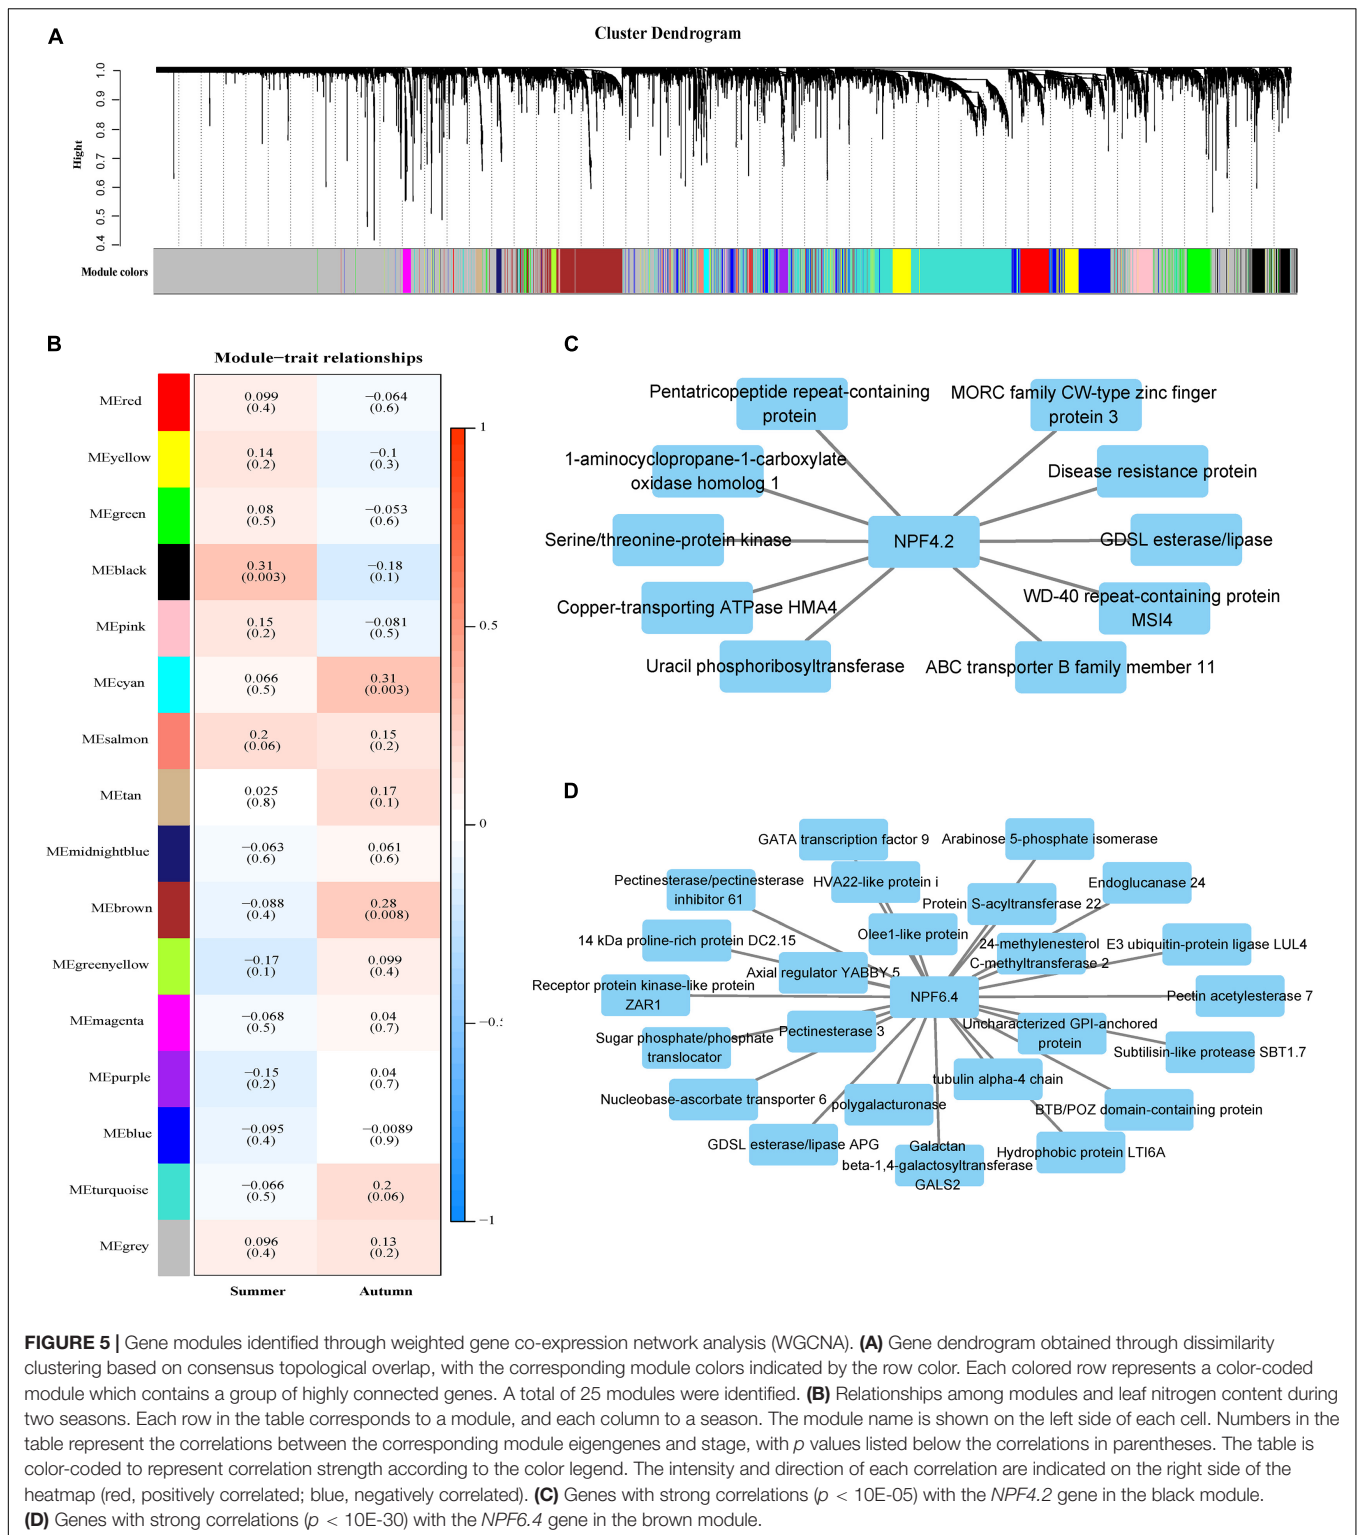 A
Cluster Dendrogram
Hight
1.0
0.9
0.8
0.7
0.6
0.5
0.4
Module colors
B
Module−trait relationships
MEred
0.099
(0.4)
−0.064
(0.6)
MEyellow
0.14
(0.2)
−0.1
(0.3)
MEgreen
0.08
(0.5)
−0.053
(0.6)
MEblack
0.31
(0.003)
−0.18
(0.1)
MEpink
0.15
(0.2)
−0.081
(0.5)
MEcyan
0.066
(0.5)
0.31
(0.003)
MEsalmon
0.2
(0.06)
0.15
(0.2)
MEtan
0.025
(0.8)
0.17
(0.1)
MEmidnightblue
−0.063
(0.6)
0.061
(0.6)
MEbrown
−0.088
(0.4)
0.28
(0.008)
MEgreenyellow
−0.17
(0.1)
0.099
(0.4)
MEmagenta
−0.068
(0.5)
0.04
(0.7)
MEpurple
−0.15
(0.2)
0.04
(0.7)
MEblue
−0.095
(0.4)
−0.0089
(0.9)
MEturquoise
−0.066
(0.5)
0.2
(0.06)
MEgrey
0.096
(0.4)
0.13
(0.2)
Summer
Autumn
1
0.5
0
−0.:
−1
C
Pentatricopeptide repeat-containing
protein
MORC family CW-type zinc finger
protein 3
1-aminocyclopropane-1-carboxylate
oxidase homolog 1
Disease resistance protein
Serine/threonine-protein kinase
NPF4.2
GDSL esterase/lipase
Copper-transporting ATPase HMA4
WD-40 repeat-containing protein
MSI4
Uracil phosphoribosyltransferase
ABC transporter B family member 11
D
GATA transcription factor 9
Arabinose 5-phosphate isomerase
Pectinesterase/pectinesterase
inhibitor 61
HVA22-like protein i
Protein S-acyltransferase 22
Endoglucanase 24
14 kDa proline-rich protein DC2.15
Olee1-like protein
24-methylenesterol
C-methyltransferase 2
E3 ubiquitin-protein ligase LUL4
Axial regulator YABBY 5
Receptor protein kinase-like protein
ZAR1
NPF6.4
Pectin acetylesterase 7
Sugar phosphate/phosphate
translocator
Pectinesterase 3
Uncharacterized GPI-anchored
protein
Subtilisin-like protease SBT1.7
Nucleobase-ascorbate transporter 6
polygalacturonase
tubulin alpha-4 chain
BTB/POZ domain-containing protein
GDSL esterase/lipase APG
Galactan
beta-1,4-galactosyltransferase
GALS2
Hydrophobic protein LTI6A
FIGURE 5 | Gene modules identified through weighted gene co-expression network analysis (WGCNA). (A) Gene dendrogram obtained through dissimilarity
clustering based on consensus topological overlap, with the corresponding module colors indicated by the row color. Each colored row represents a color-coded
module which contains a group of highly connected genes. A total of 25 modules were identified. (B) Relationships among modules and leaf nitrogen content during
two seasons. Each row in the table corresponds to a module, and each column to a season. The module name is shown on the left side of each cell. Numbers in the
table represent the correlations between the corresponding module eigengenes and stage, with p values listed below the correlations in parentheses. The table is
color-coded to represent correlation strength according to the color legend. The intensity and direction of each correlation are indicated on the right side of the
heatmap (red, positively correlated; blue, negatively correlated). (C) Genes with strong correlations (p < 10E-05) with the NPF4.2 gene in the black module.
(D) Genes with strong correlations (p < 10E-30) with the NPF6.4 gene in the brown module.